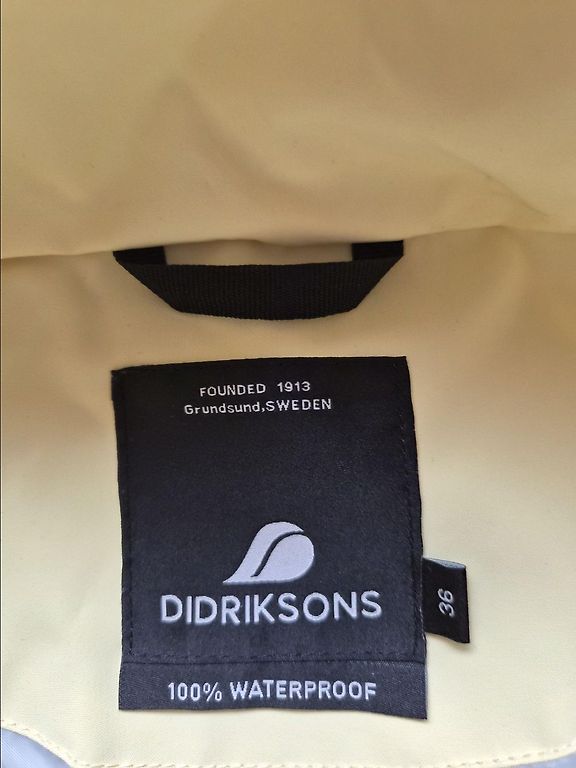 FOUNDED 1913
Grundsund,SWEDEN
DIDRIKSONS
36
100% WATERPROOF